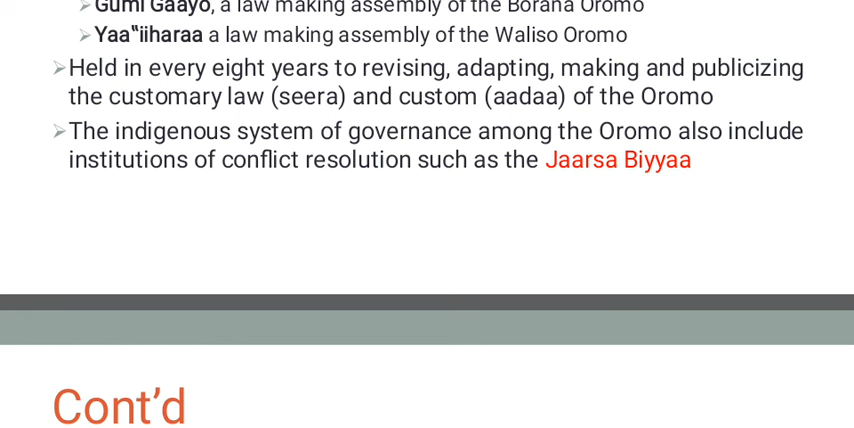 ➢Gumi Gaayo, a law making assembly of the Borana Oromo
➢Yaa‟iiharaa a law making assembly of the Waliso Oromo
➢Held in every eight years to revising, adapting, making and publicizing
the customary law (seera) and custom (aadaa) of the Oromo
➢The indigenous system of governance among the Oromo also include
institutions of conflict resolution such as the Jaarsa Biyyaa
Cont’d